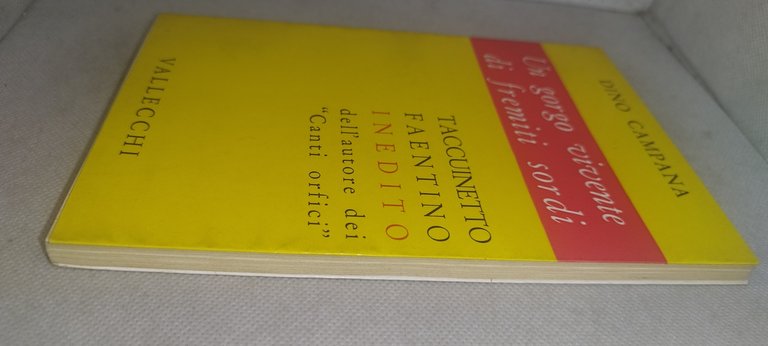 DINO CAMPANA
Un gorgo vivente
di fremiti sordi
TACCUINETTO
FAENTINO
INEDITO
dell'autore dei
"Canti orfici"
VALLECCHI